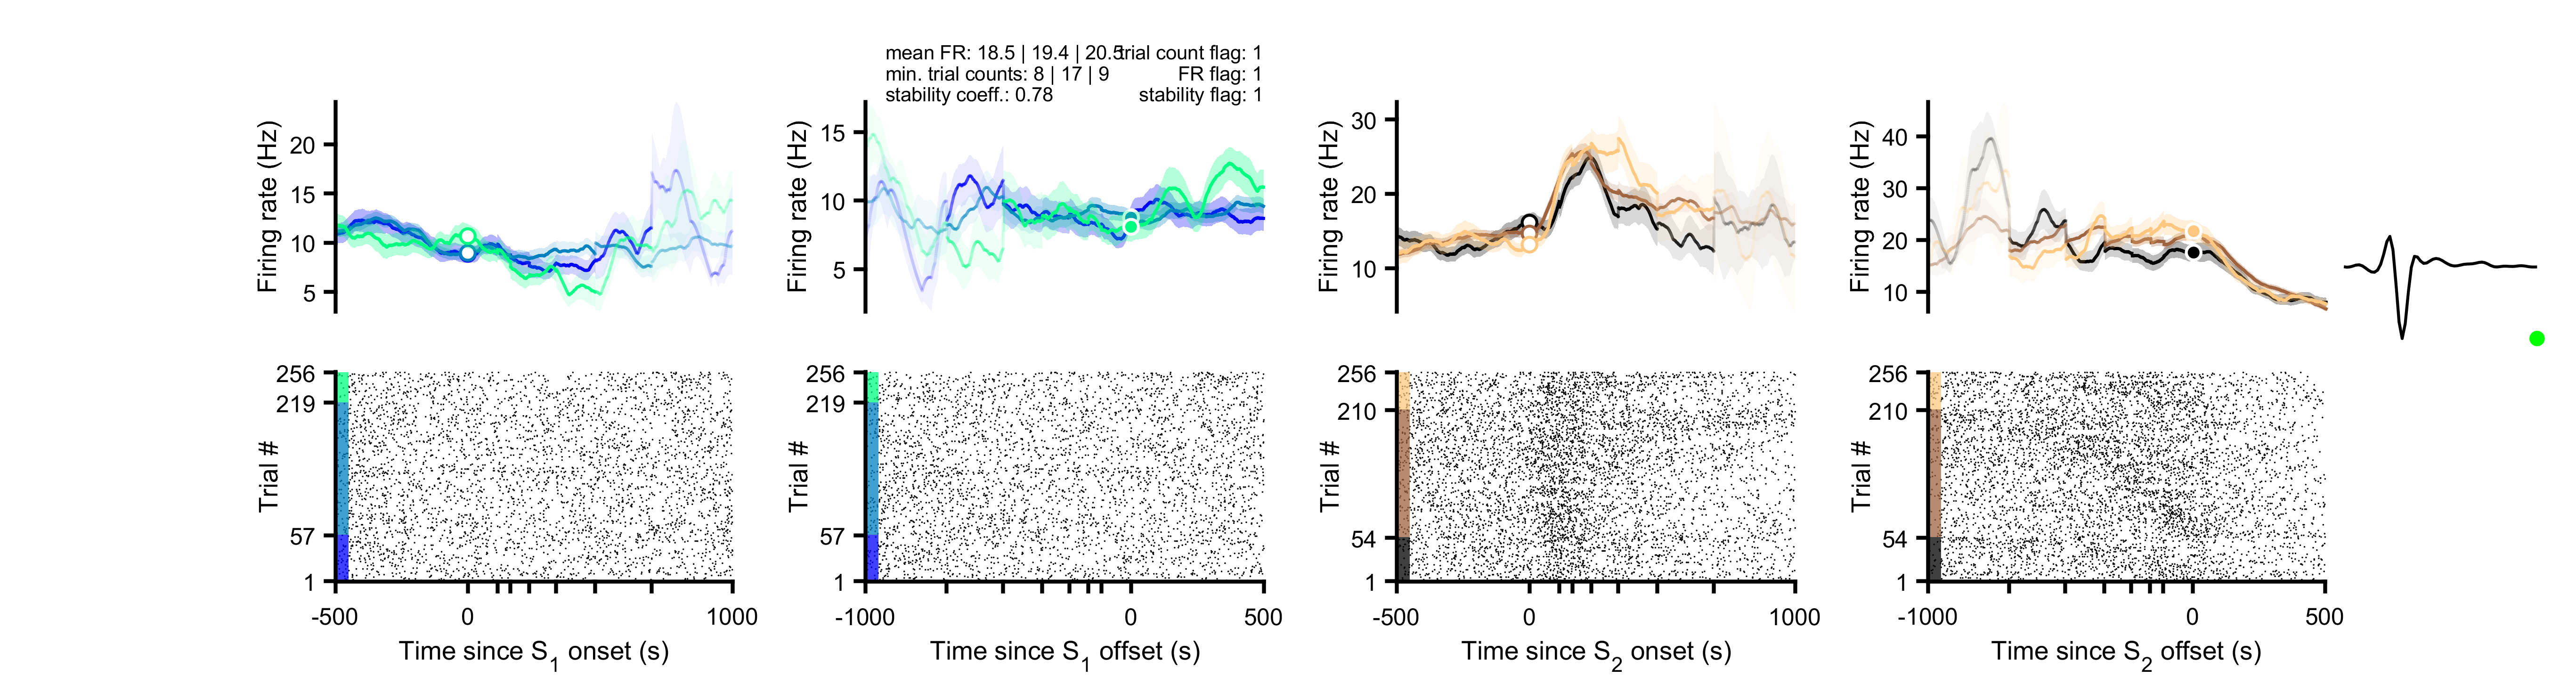 mean FR: 18.5 | 19.4 | 20.5
trial count flag: 1
min. trial counts: 8 | 17 | 9
FR flag: 1
stability coeff.: 0.78
stability flag: 1
Firing rate (Hz)
20
15
10
5
Firing rate (Hz)
15
10
5
Firing rate (Hz)
30
20
10
Firing rate (Hz)
40
30
20
10
Trial #
256
219
57
1
-500
0
1000
Time since S1 onset (s)
Trial #
256
219
57
1
-1000
0
500
Time since S1 offset (s)
Trial #
256
210
54
1
-500
0
1000
Time since S2 onset (s)
Trial #
256
210
54
1
-1000
0
500
Time since S2 offset (s)